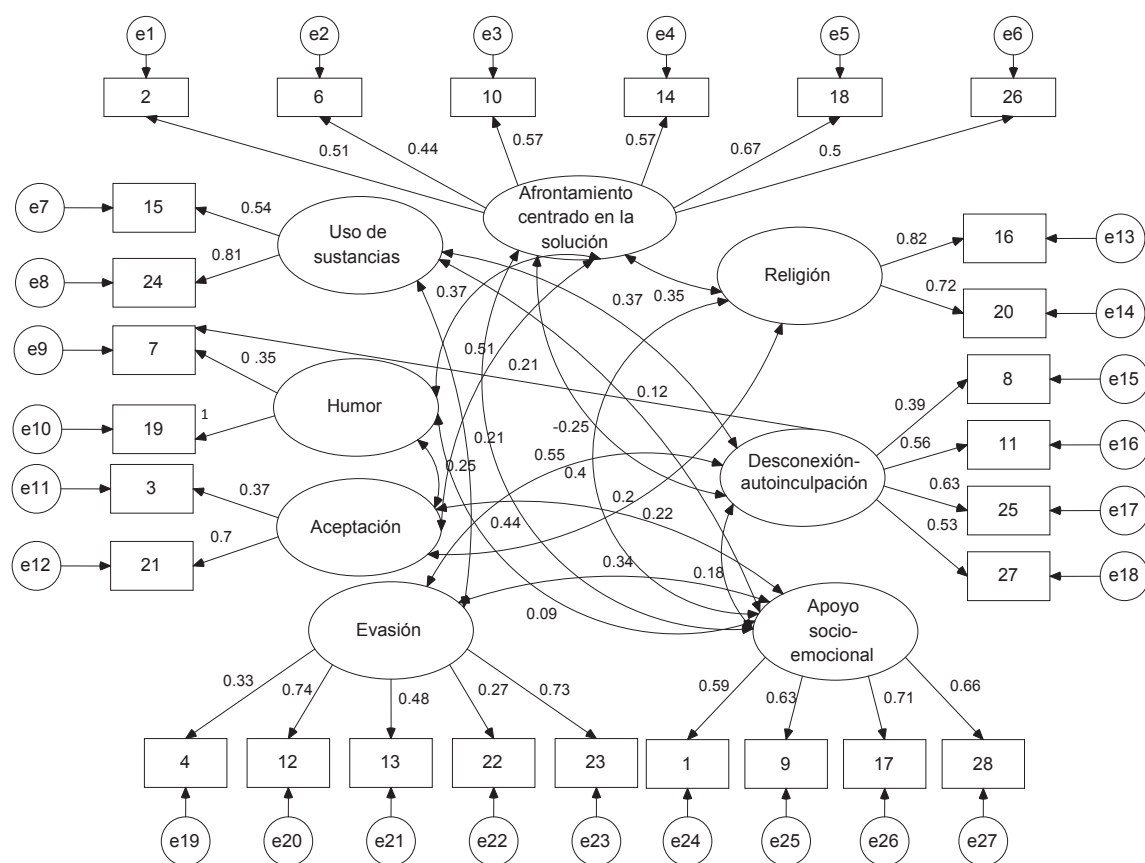 e1 e2 e3 e4 e5 e6
2 6 10 14 18 26
0.51 0.44 0.57 0.57 0.67 0.5
Afrontamiento
centrado en la
solución
e7 15 0.54
Uso de
sustancias
e8 24 0.81
Religión
0.82 16 e13
0.72 20 e14
0.37 0.37 0.35
e9 7 0 .35
Humor
e10 19 1
0.51 0.21 0.12
-0.25
0.21
0.55
0.4
0.25
0.2
0.22
0.44
0.34
0.18
0.09
Desconexión-
autoinculpación
0.39 8 e15
0.56 11 e16
0.63 25 e17
0.53 27 e18
e11 3 0.37
Aceptación
e12 21 0.7
Evasión
Apoyo
socio-
emocional
0.33 0.74 0.48 0.27 0.73 0.59 0.63 0.71 0.66
4 12 13 22 23 1 9 17 28
e19 e20 e21 e22 e23 e24 e25 e26 e27